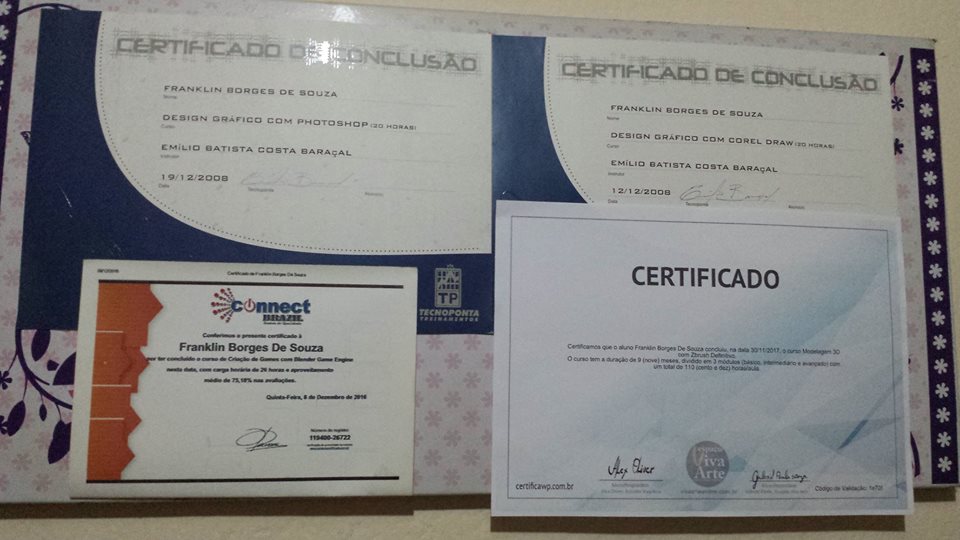 CERTIFICADO DE CONCLUSÃO
FRANKLIN BORGES DE SOUZA
Nome
DESIGN GRÁFICO COM PHOTOSHOP (20 HORAS)
Curso
EMÍLIO BATISTA COSTA BARAÇAL
Instrutor
19/12/2008
Data
Tecnoponta
TP
TECNOPONTA
TREINAMENTOS
CERTIFICADO DE CONCLUSÃO
FRANKLIN BORGES DE SOUZA
Nome
DESIGN GRÁFICO COM COREL DRAW (20 HORAS)
Curso
EMÍLIO BATISTA COSTA BARAÇAL
Instrutor
12/12/2008
Data
Tecnoponta
Certificado de Franklin Borges De Souza
connect
BRAZIL
Conferimos o presente certificado à
Franklin Borges De Souza
por ter concluído o curso de Criação de Games com Blender Game Engine
nesta data, com carga horária de 26 horas e aproveitamento
médio de 73,18% nas avaliações.
Quinta-Feira, 8 de Dezembro de 2016
Número de registro:
119400-26722
CERTIFICADO
Certificamos que o aluno Franklin Borges De Souza concluiu, na data 30/11/2017, o curso Modelagem 3D
com Zbrush Definitivo.
O curso tem a duração de 9 (nove) meses, dividido em 3 módulos (básico, intermediário e avançado) com
um total de 110 (cento e dez) horas/aula.
Alex Oliver
espaço
Viva
Arte
certificawp.com.br
Código de Validação: